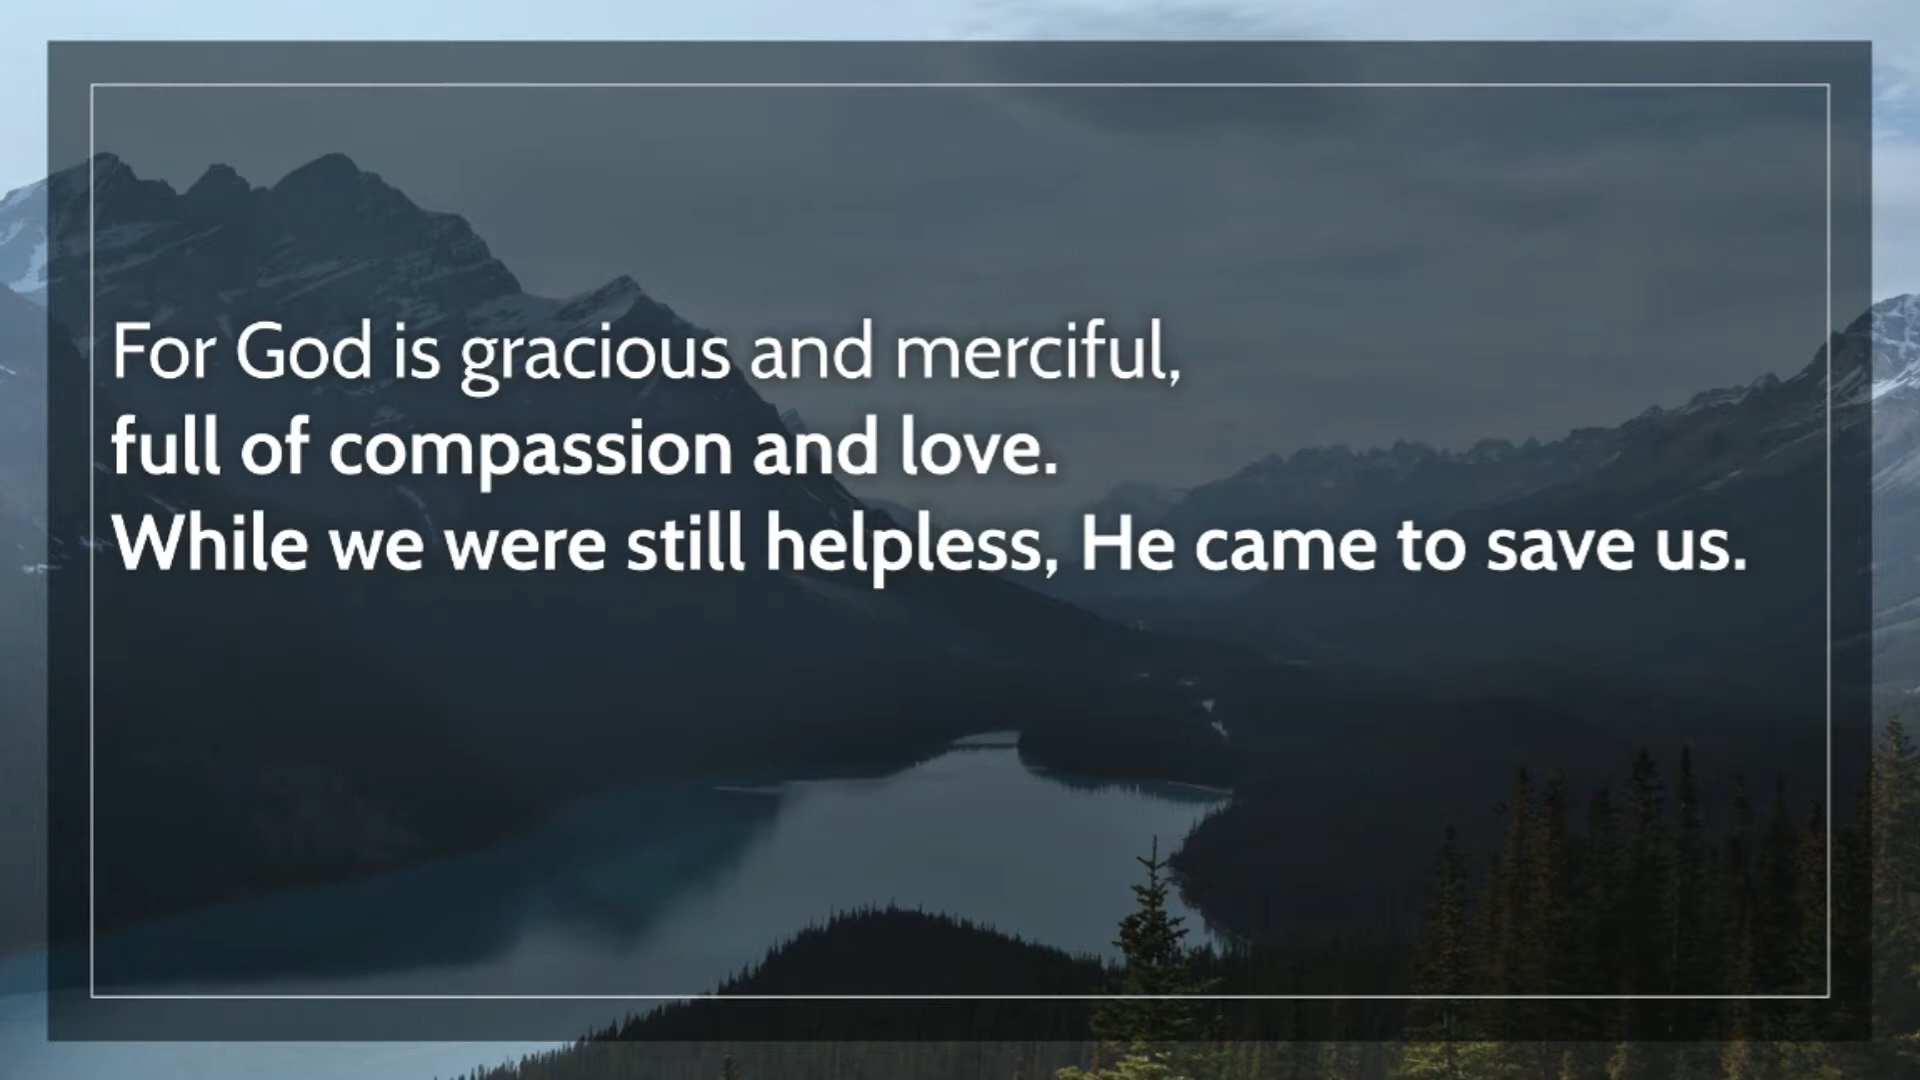 For God is gracious and merciful,
full of compassion and love.
While we were still helpless, He came to save us.